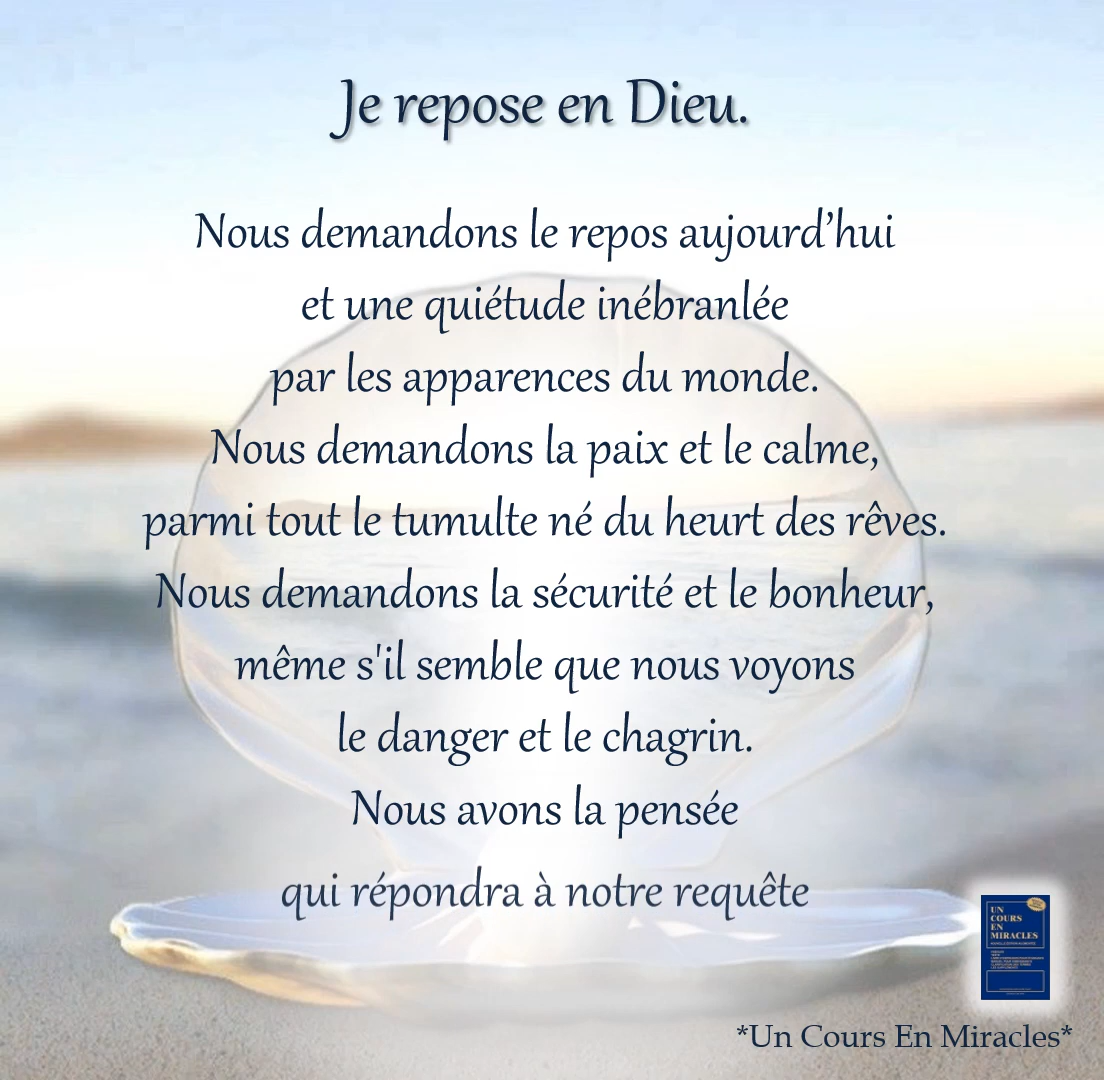 Je repose en Dieu.
Nous demandons le repos aujourd’hui
et une quiétude inébranlée
par les apparences du monde.
Nous demandons la paix et le calme,
parmi tout le tumulte né du heurt des rêves.
Nous demandons la sécurité et le bonheur,
même s'il semble que nous voyons
le danger et le chagrin.
Nous avons la pensée
qui répondra à notre requête
UN
COURS
EN
MIRACLES
*Un Cours En Miracles*